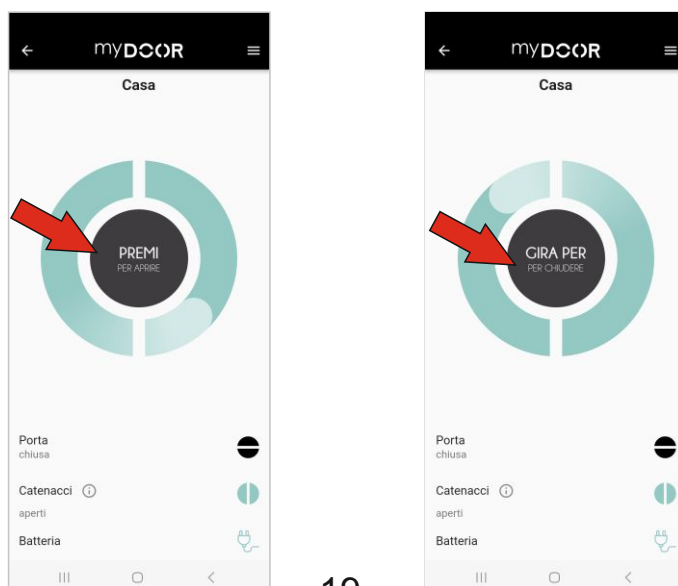 myDOOR
Casa
PREMI
PER APRIRE
Porta
chiusa
Catenacci
aperti
Batteria
myDOOR
Casa
GIRA PER
PER CHIUDERE
Porta
chiusa
Catenacci
aperti
Batteria